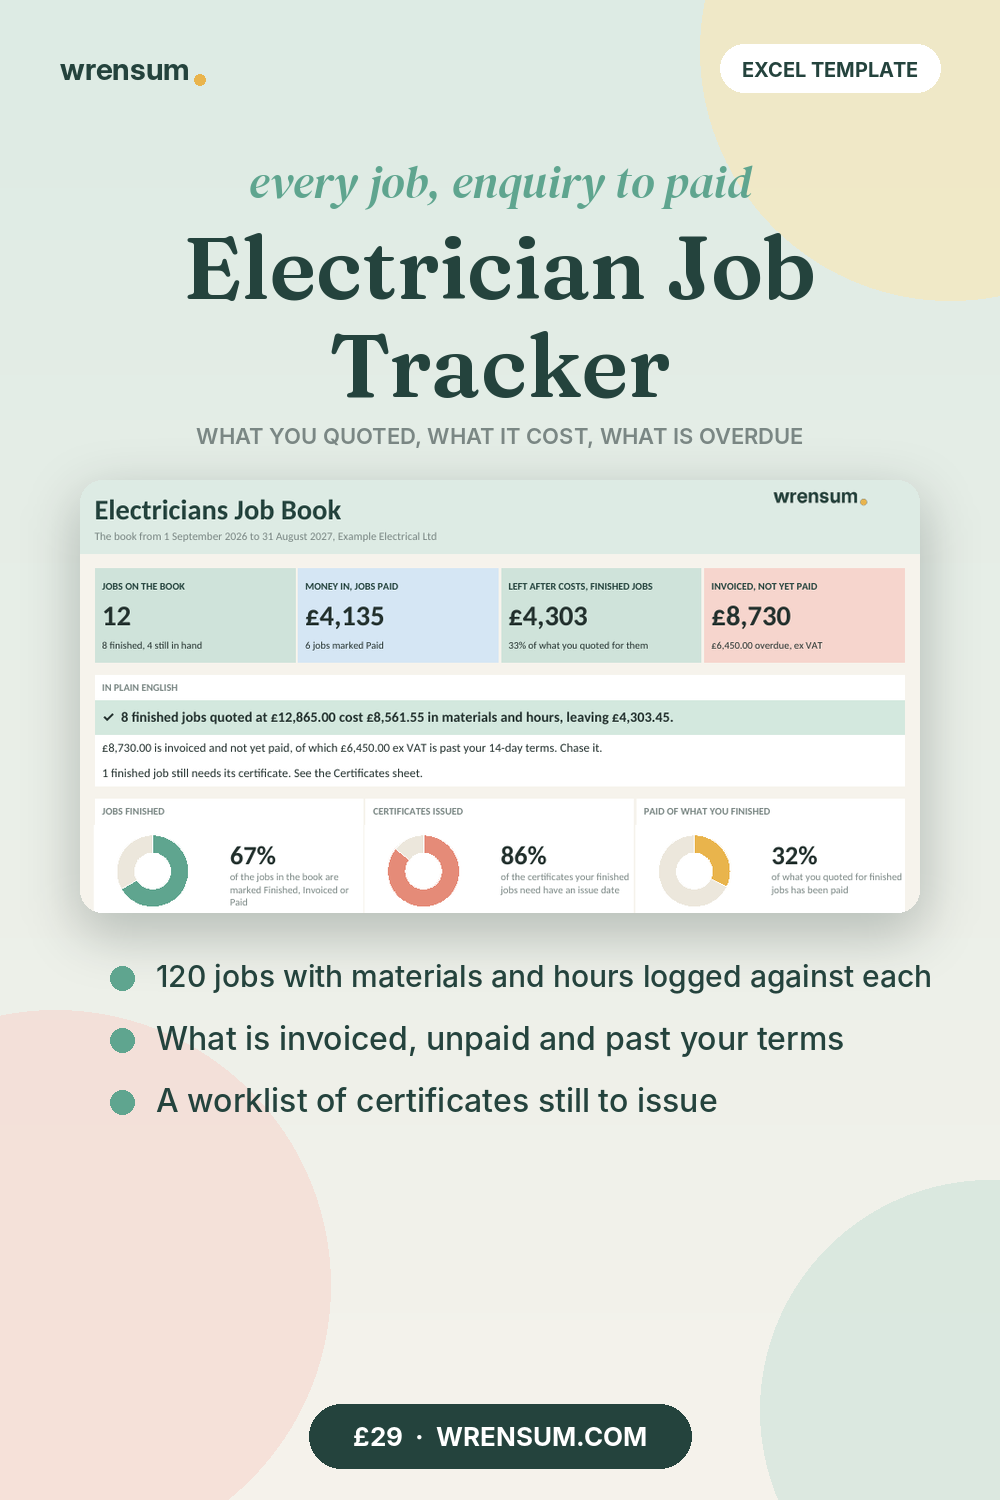 wrensum
EXCEL TEMPLATE
every job, enquiry to paid
Electrician Job
Tracker
WHAT YOU QUOTED, WHAT IT COST, WHAT IS OVERDUE
Electricians Job Book
wrensum
The book from 1 September 2026 to 31 August 2027, Example Electrical Ltd
JOBS ON THE BOOK
12
8 finished, 4 still in hand
MONEY IN, JOBS PAID
£4,135
6 jobs marked Paid
LEFT AFTER COSTS, FINISHED JOBS
£4,303
33% of what you quoted for them
INVOICED, NOT YET PAID
£8,730
£6,450.00 overdue, ex VAT
IN PLAIN ENGLISH
✓ 8 finished jobs quoted at £12,865.00 cost £8,561.55 in materials and hours, leaving £4,303.45.
£8,730.00 is invoiced and not yet paid, of which £6,450.00 ex VAT is past your 14-day terms. Chase it.
1 finished job still needs its certificate. See the Certificates sheet.
JOBS FINISHED
67%
of the jobs in the book are
marked Finished, Invoiced or
Paid
CERTIFICATES ISSUED
86%
of the certificates your finished
jobs need have an issue date
PAID OF WHAT YOU FINISHED
32%
of what you quoted for finished
jobs has been paid
120 jobs with materials and hours logged against each
What is invoiced, unpaid and past your terms
A worklist of certificates still to issue
£29 · WRENSUM.COM